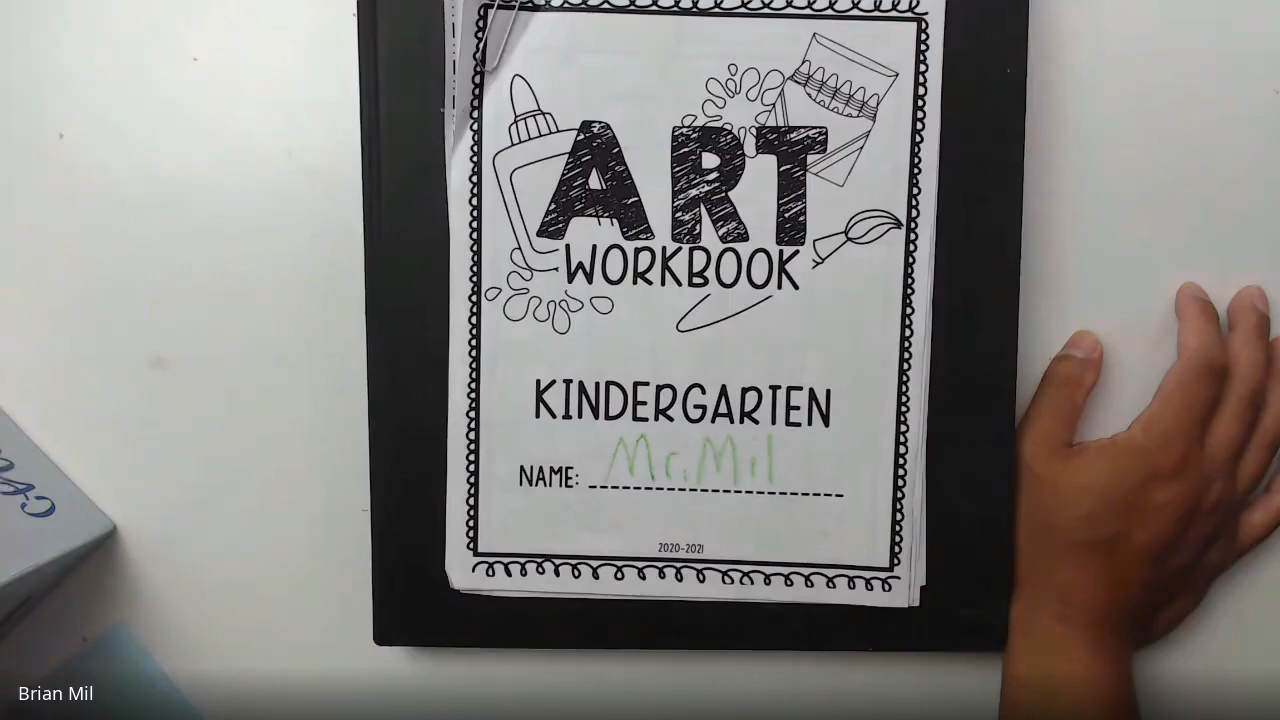 ART
WORKBOOK
KINDERGARTEN
NAME: Mr. Mil
2020-2021
Brian Mil